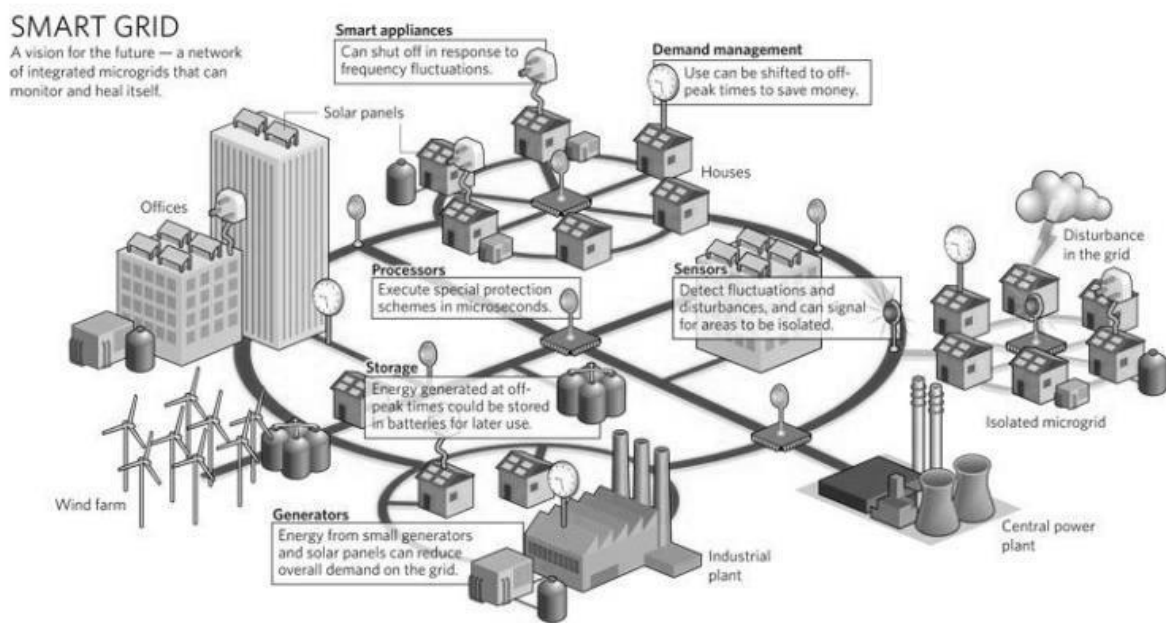 SMART GRID
A vision for the future — a network
of integrated microgrids that can
monitor and heal itself.
Smart appliances
Can shut off in response to
frequency fluctuations.
Demand management
Use can be shifted to off-
peak times to save money.
Solar panels
Houses
Offices
Disturbance
in the grid
Processors
Execute special protection
schemes in microseconds.
Sensors
Detect fluctuations and
disturbances, and can signal
for areas to be isolated.
Storage
Energy generated at off-
peak times could be stored
in batteries for later use.
Isolated microgrid
Wind farm
Generators
Energy from small generators
and solar panels can reduce
overall demand on the grid.
Industrial
plant
Central power
plant